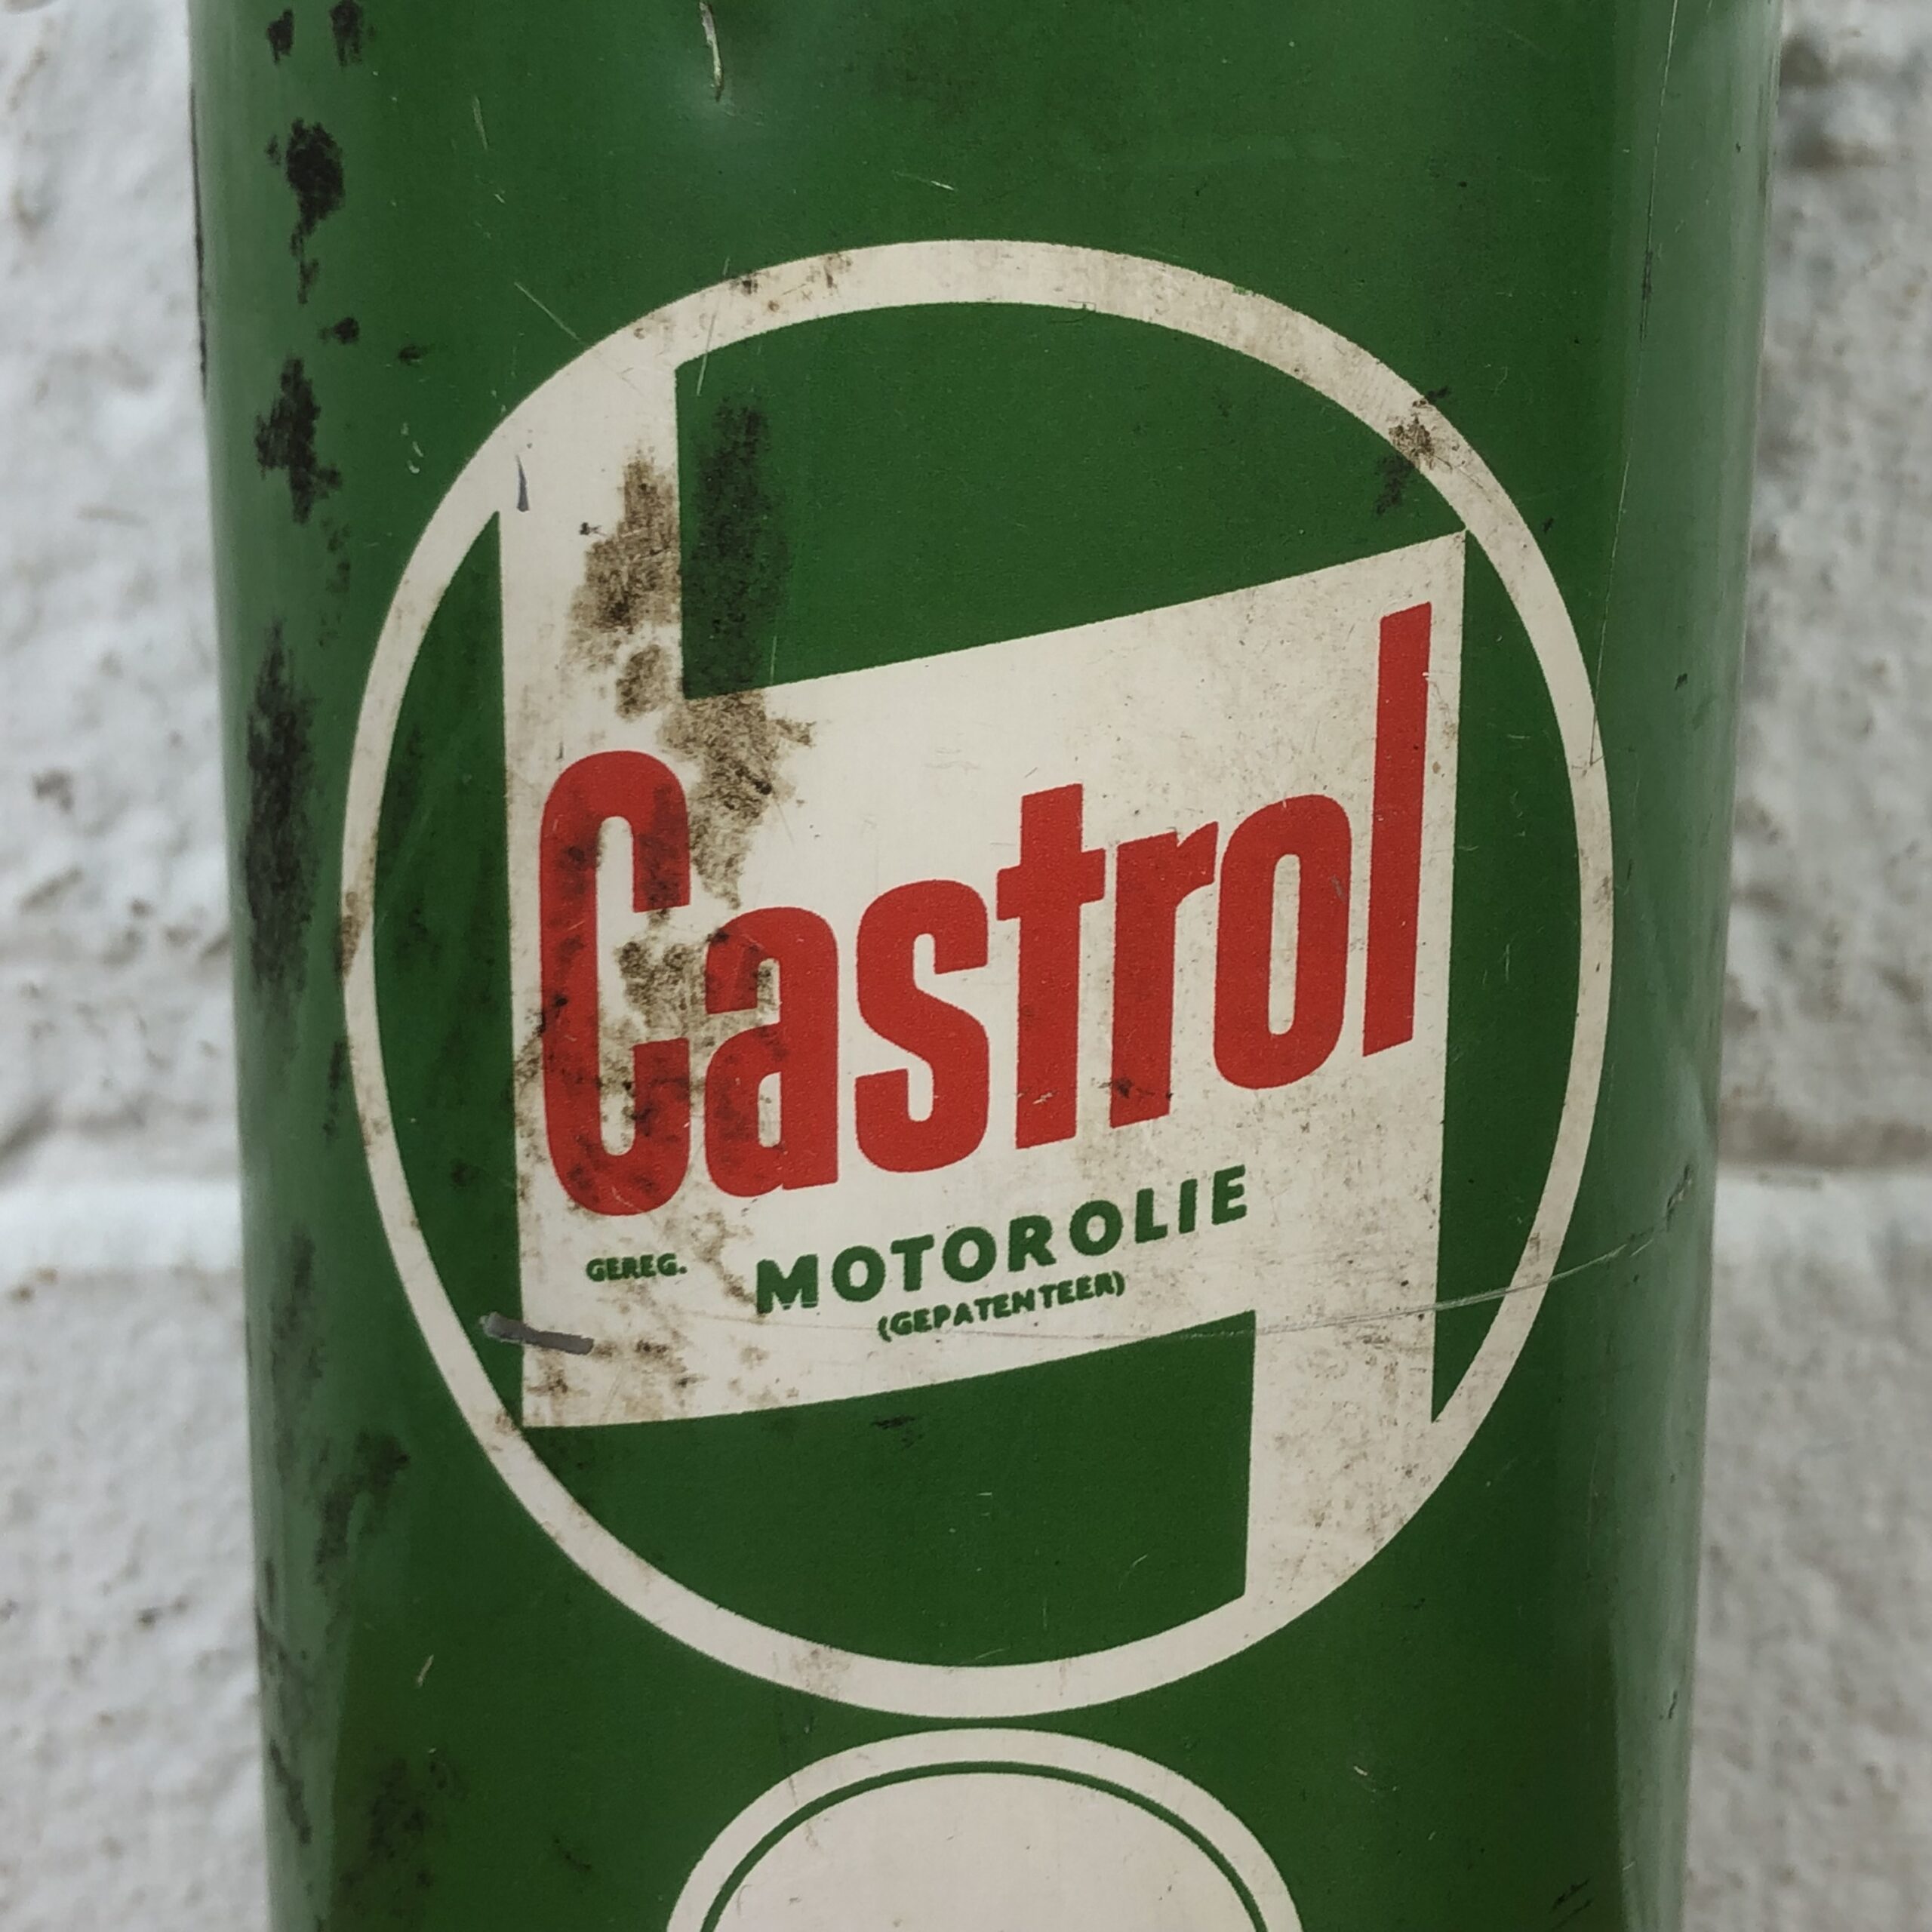 Castrol
GEREG. MOTOROLIE
(GEPATENTEER)